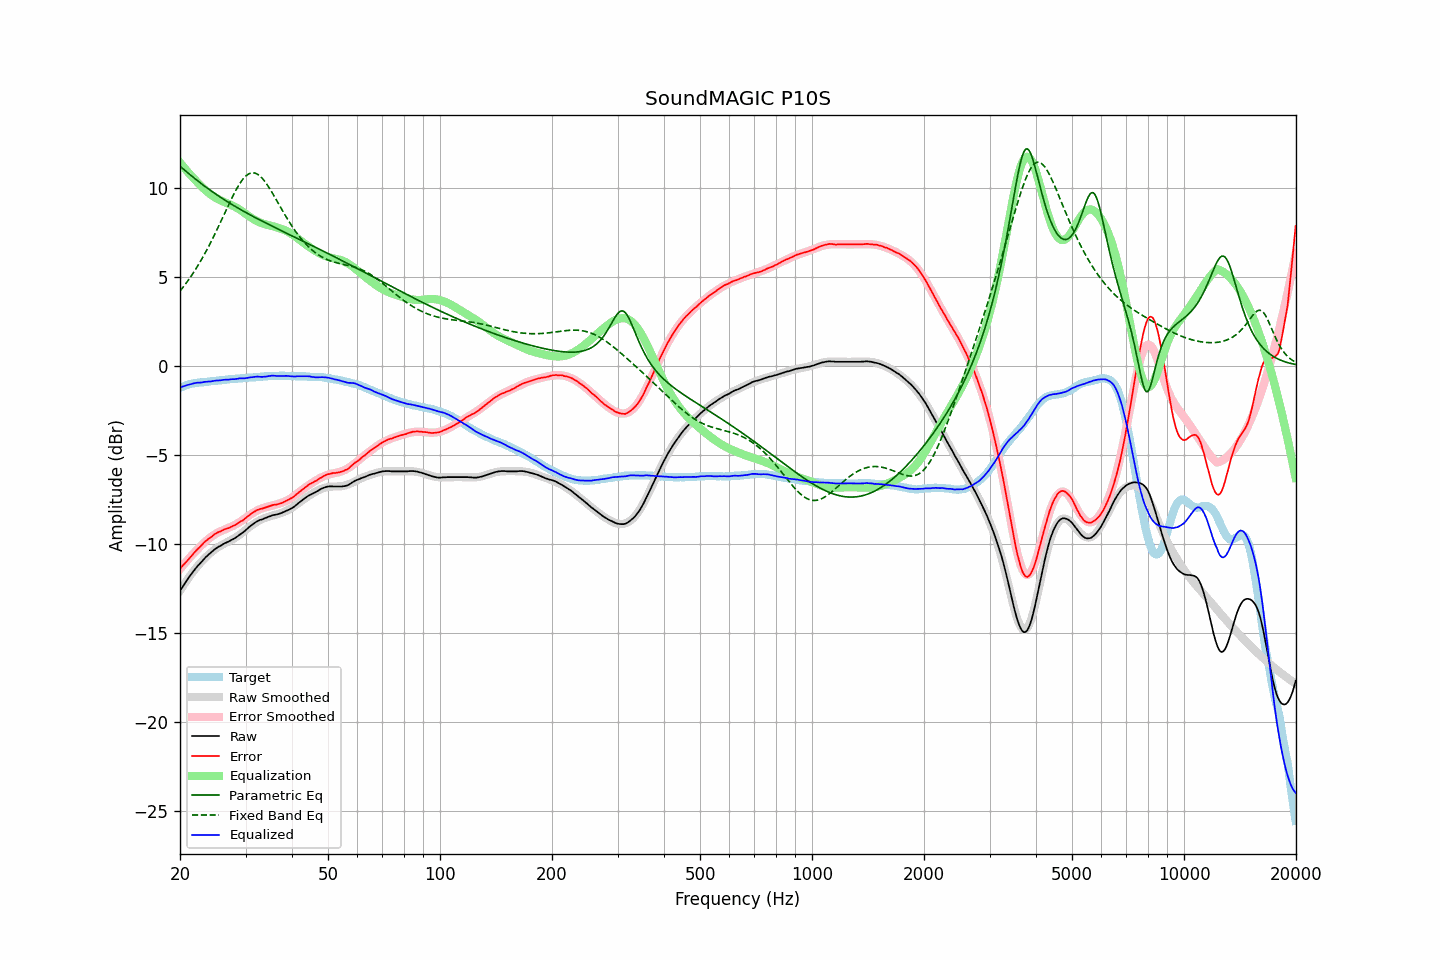 SoundMAGIC P10S
Amplitude (dBr)
10
5
0
−5
−10
−15
−20
−25
Target
Raw Smoothed
Error Smoothed
Raw
Error
Equalization
Parametric Eq
Fixed Band Eq
Equalized
20 50 100 200 500 1000 2000 5000 10000 20000
Frequency (Hz)